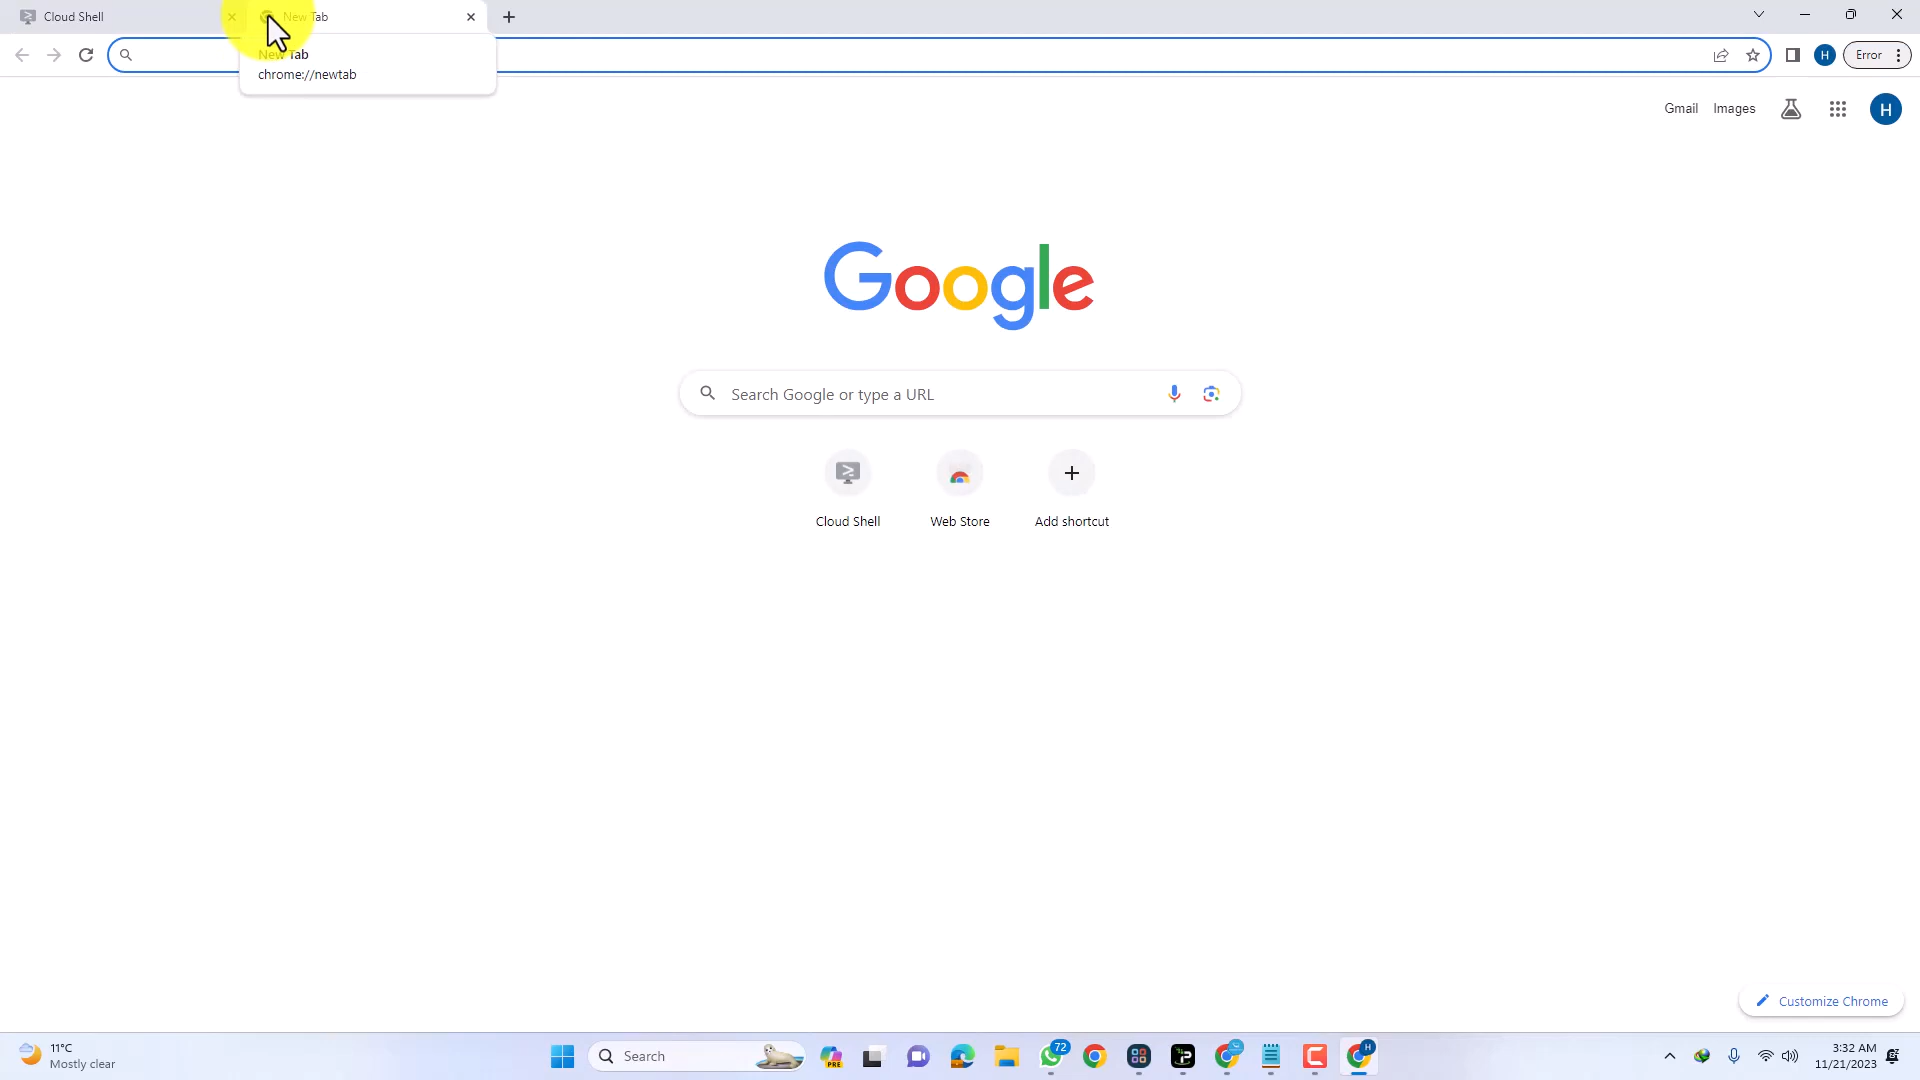 Cloud Shell
New Tab
New Tab
chrome://newtab
H
Error
Gmail
Images
H
Google
Search Google or type a URL
Cloud Shell
Web Store
Add shortcut
Customize Chrome
11°C
Mostly clear
Search
PRE
72
H
3:32 AM
11/21/2023